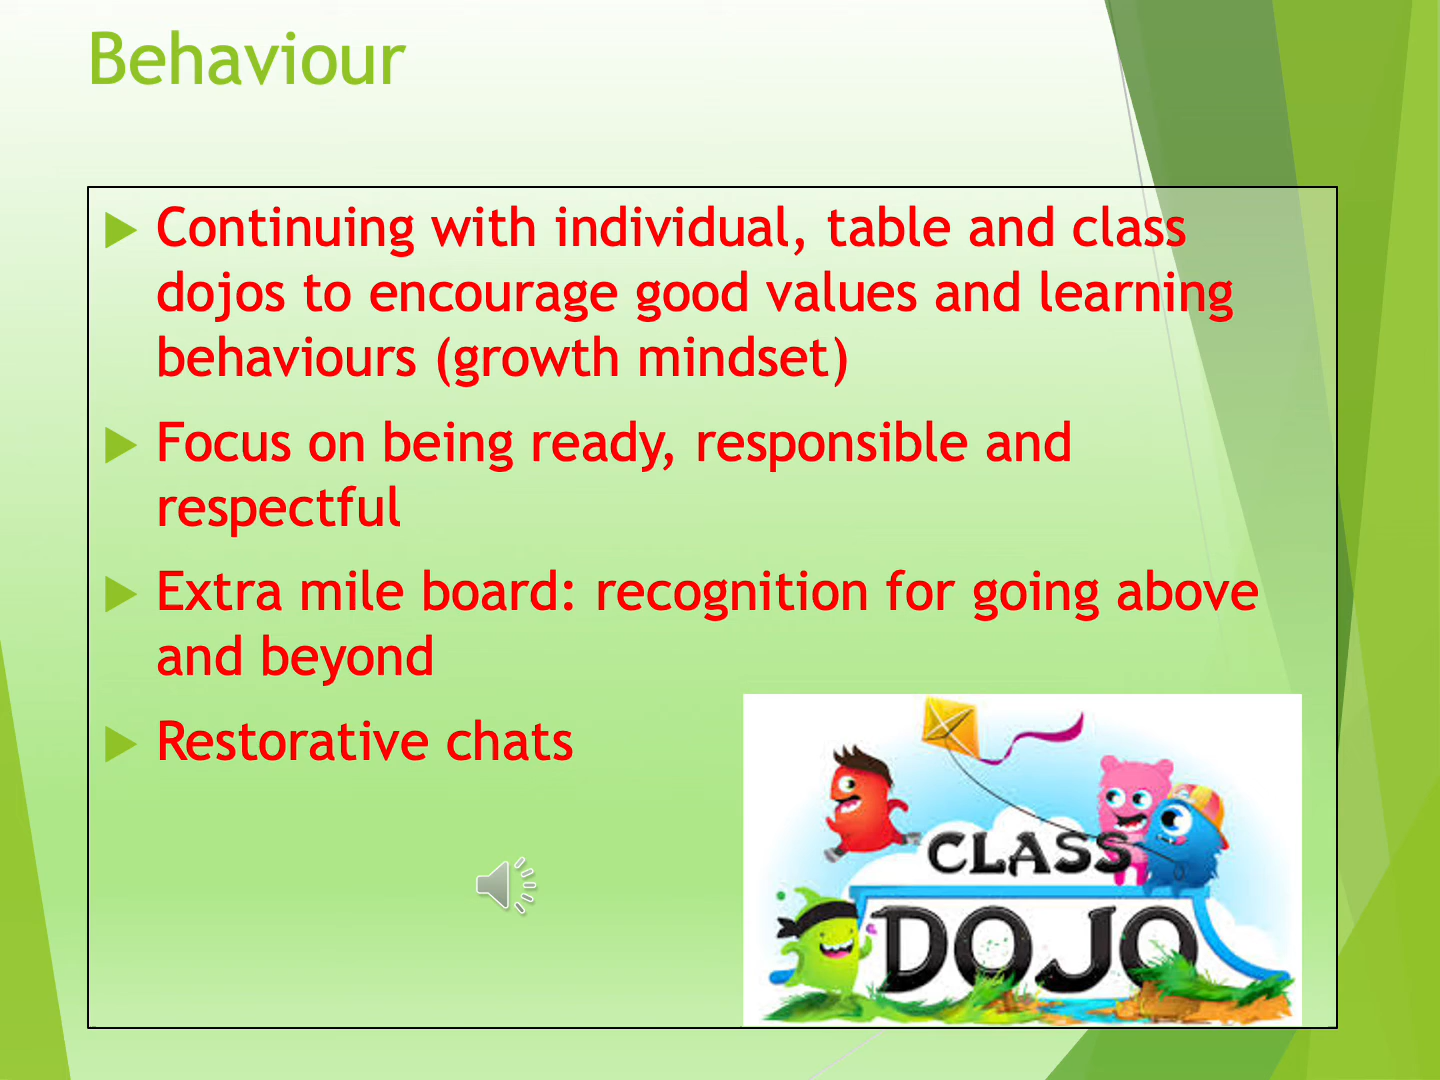 Behaviour
Continuing with individual, table and class
dojos to encourage good values and learning
behaviours (growth mindset)
Focus on being ready, responsible and
respectful
Extra mile board: recognition for going above
and beyond
Restorative chats
CLASS
DOJO